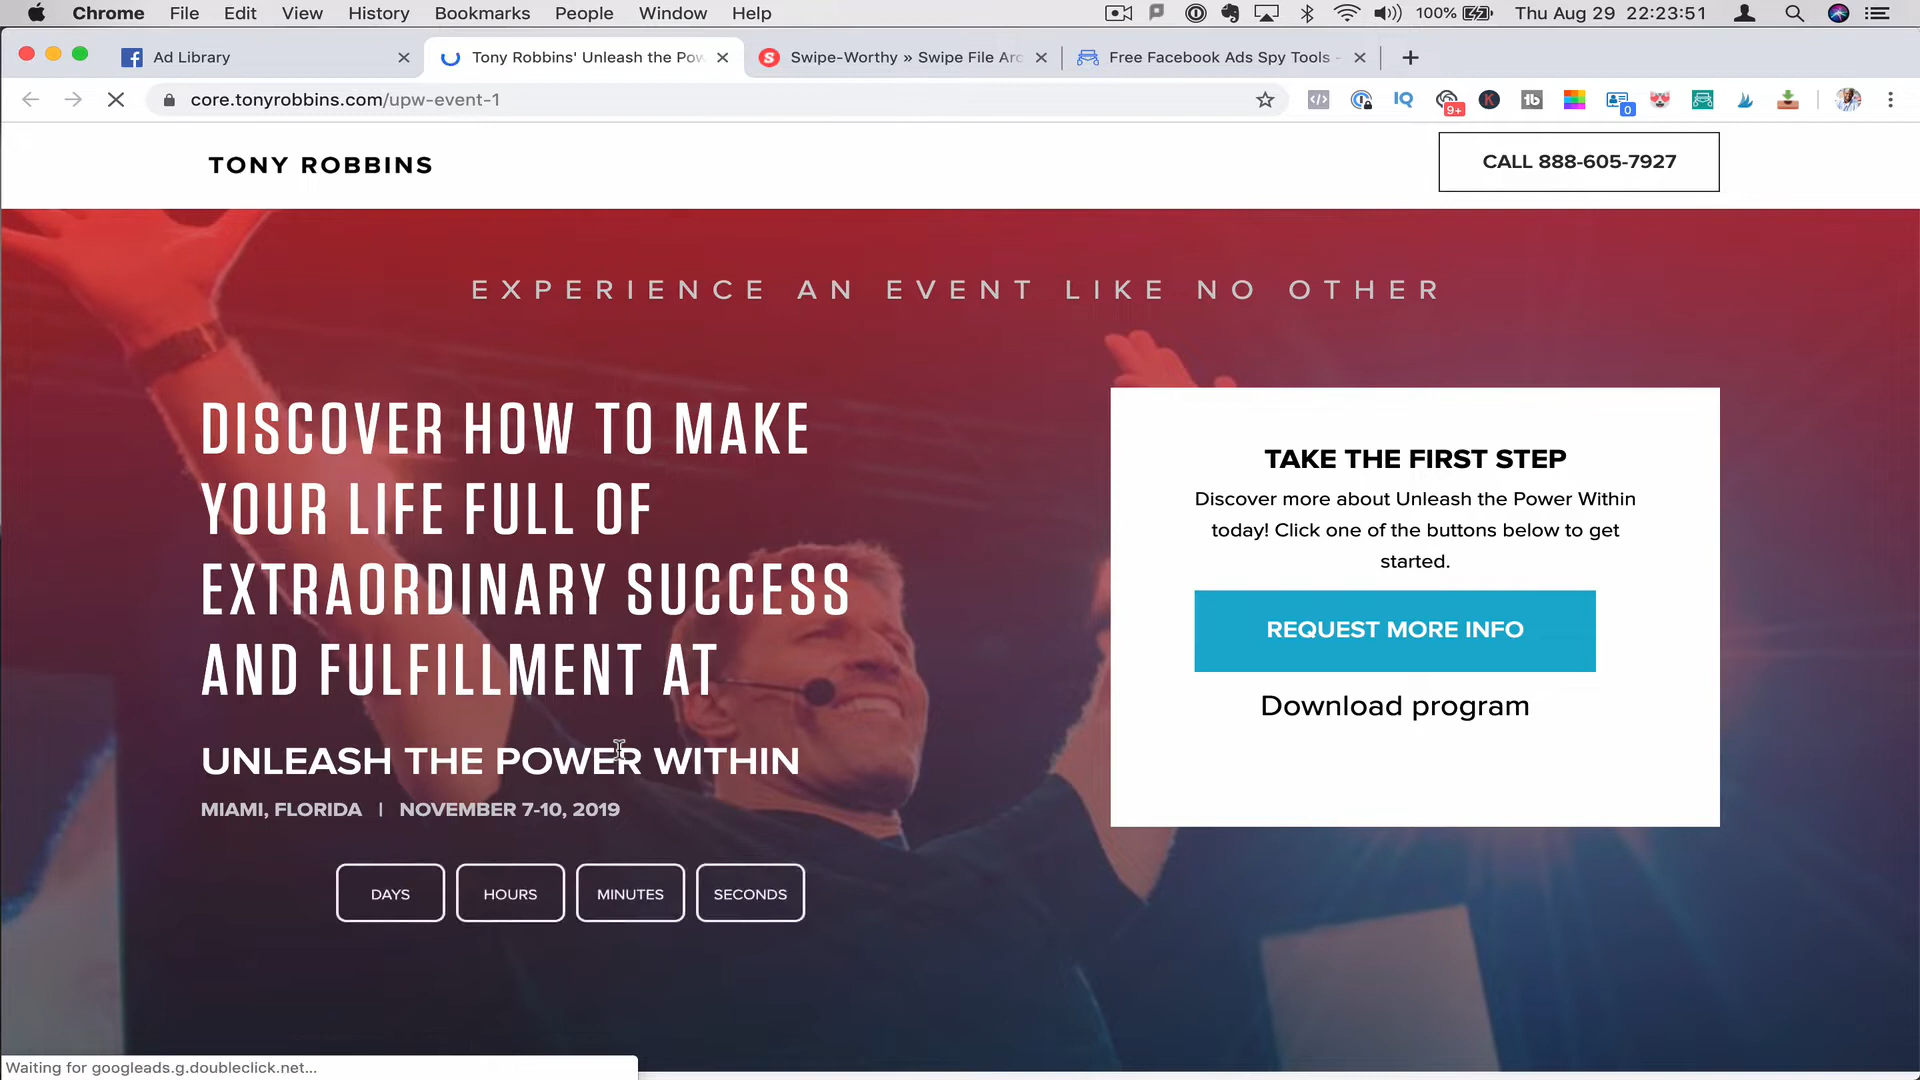 Chrome File Edit View History Bookmarks People Window Help 100% Thu Aug 29 22:23:51
Ad Library
Tony Robbins' Unleash the Pow
Swipe-Worthy » Swipe File Arc
Free Facebook Ads Spy Tools -
core.tonyrobbins.com/upw-event-1
IQ
9+
K
1b
0
TONY ROBBINS
CALL 888-605-7927
EXPERIENCE AN EVENT LIKE NO OTHER
DISCOVER HOW TO MAKE
YOUR LIFE FULL OF
EXTRAORDINARY SUCCESS
AND FULFILLMENT AT
UNLEASH THE POWER WITHIN
MIAMI, FLORIDA | NOVEMBER 7-10, 2019
DAYS HOURS MINUTES SECONDS
TAKE THE FIRST STEP
Discover more about Unleash the Power Within
today! Click one of the buttons below to get
started.
REQUEST MORE INFO
Download program
Waiting for googleads.g.doubleclick.net...